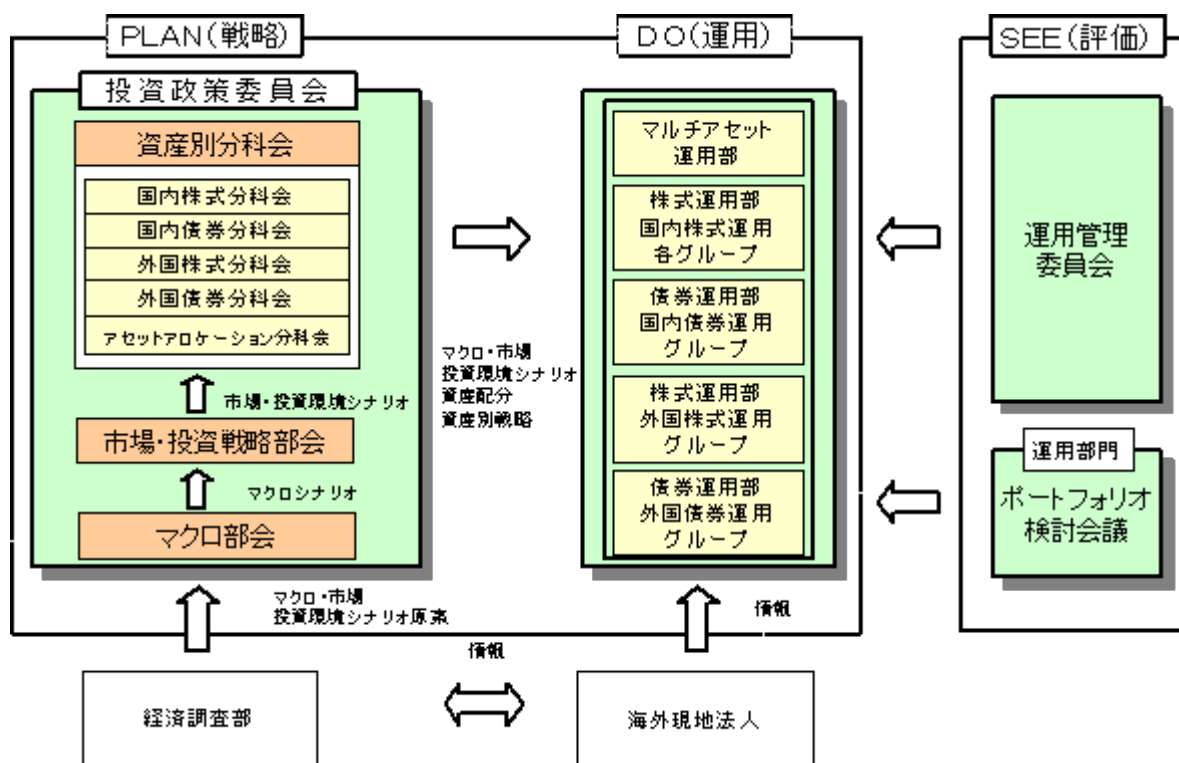 PLAN(戦略)
投資政策委員会
資産別分科会
国内株式分科会
国内債券分科会
外国株式分科会
外国債券分科会
アセットアロケーション分科会
市場・投資環境シナリオ
市場・投資戦略部会
マクロシナリオ
マクロ部会
マクロ・市場
投資環境シナリオ原案
経済調査部
マクロ・市場
投資環境シナリオ
資産配分
資産別戦略
情報
DO(運用)
マルチアセット
運用部
株式運用部
国内株式運用
各グループ
債券運用部
国内債券運用
グループ
株式運用部
外国株式運用
グループ
債券運用部
外国債券運用
グループ
情報
海外現地法人
SEE(評価)
運用管理
委員会
運用部門
ポートフォリオ
検討会議